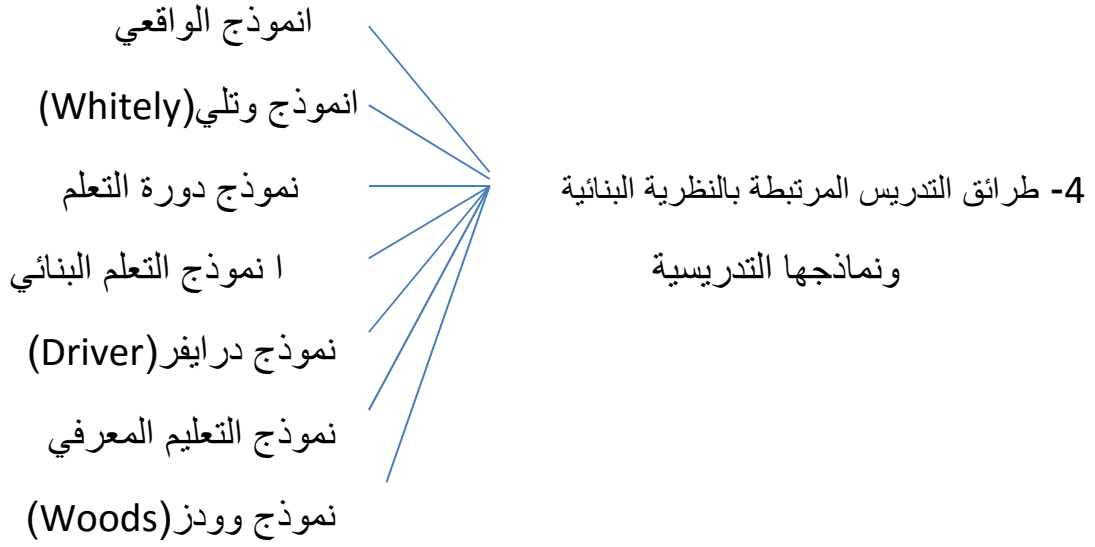 4- طرائق التدريس المرتبطة بالنظرية البنائية
ونماذجها التدريسية
انموذج الواقعي
انموذج وتلي(Whitely)
نموذج دورة التعلم
ا نموذج التعلم البنائي
نموذج درايفر(Driver)
نموذج التعليم المعرفي
نموذج وودز(Woods)